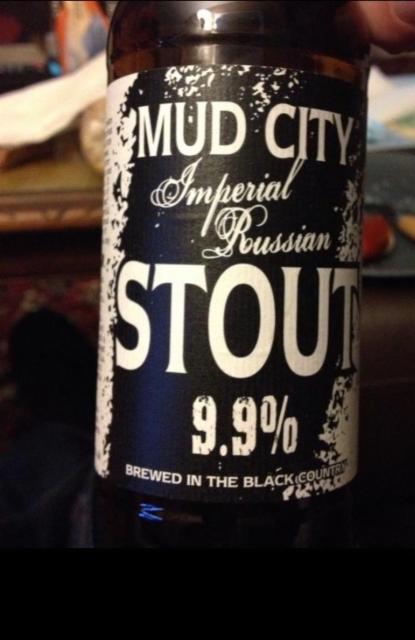 MUD CITY
Imperial
Russian
STOUT
9.9%
BREWED IN THE BLACK COUNTRY